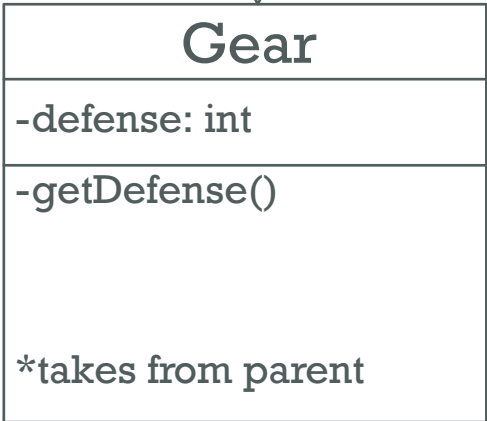 Gear
-defense: int
-getDefense()
*takes from parent